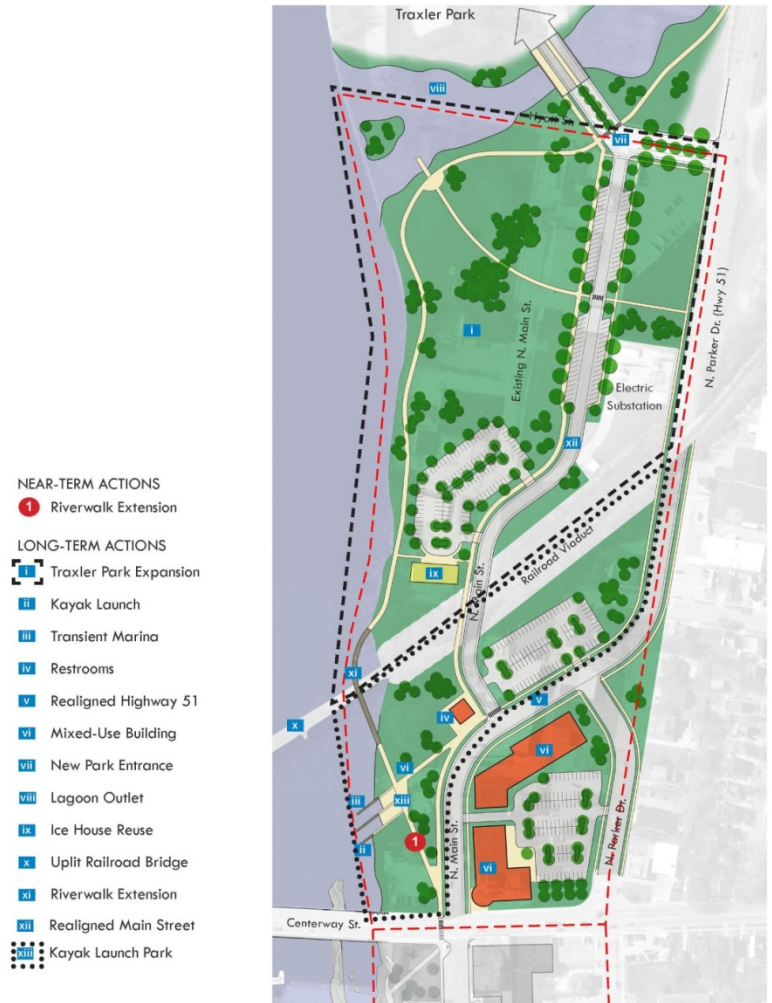 Traxler Park
viii
Hyatt St.
vii
N. Parker Dr. (Hwy 51)
i
Existing N. Main St.
Electric
Substation
xii
Railroad Viaduct
ix
N. Main St.
xi
v
x
iv
vi
vi
iii
xiii
1
ii
N. Main St.
vi
N. Parker Dr.
Centerway St.
NEAR-TERM ACTIONS
1 Riverwalk Extension
LONG-TERM ACTIONS
i Traxler Park Expansion
ii Kayak Launch
iii Transient Marina
iv Restrooms
v Realigned Highway 51
vi Mixed-Use Building
vii New Park Entrance
viii Lagoon Outlet
ix Ice House Reuse
x Uplit Railroad Bridge
xi Riverwalk Extension
xii Realigned Main Street
xiii Kayak Launch Park